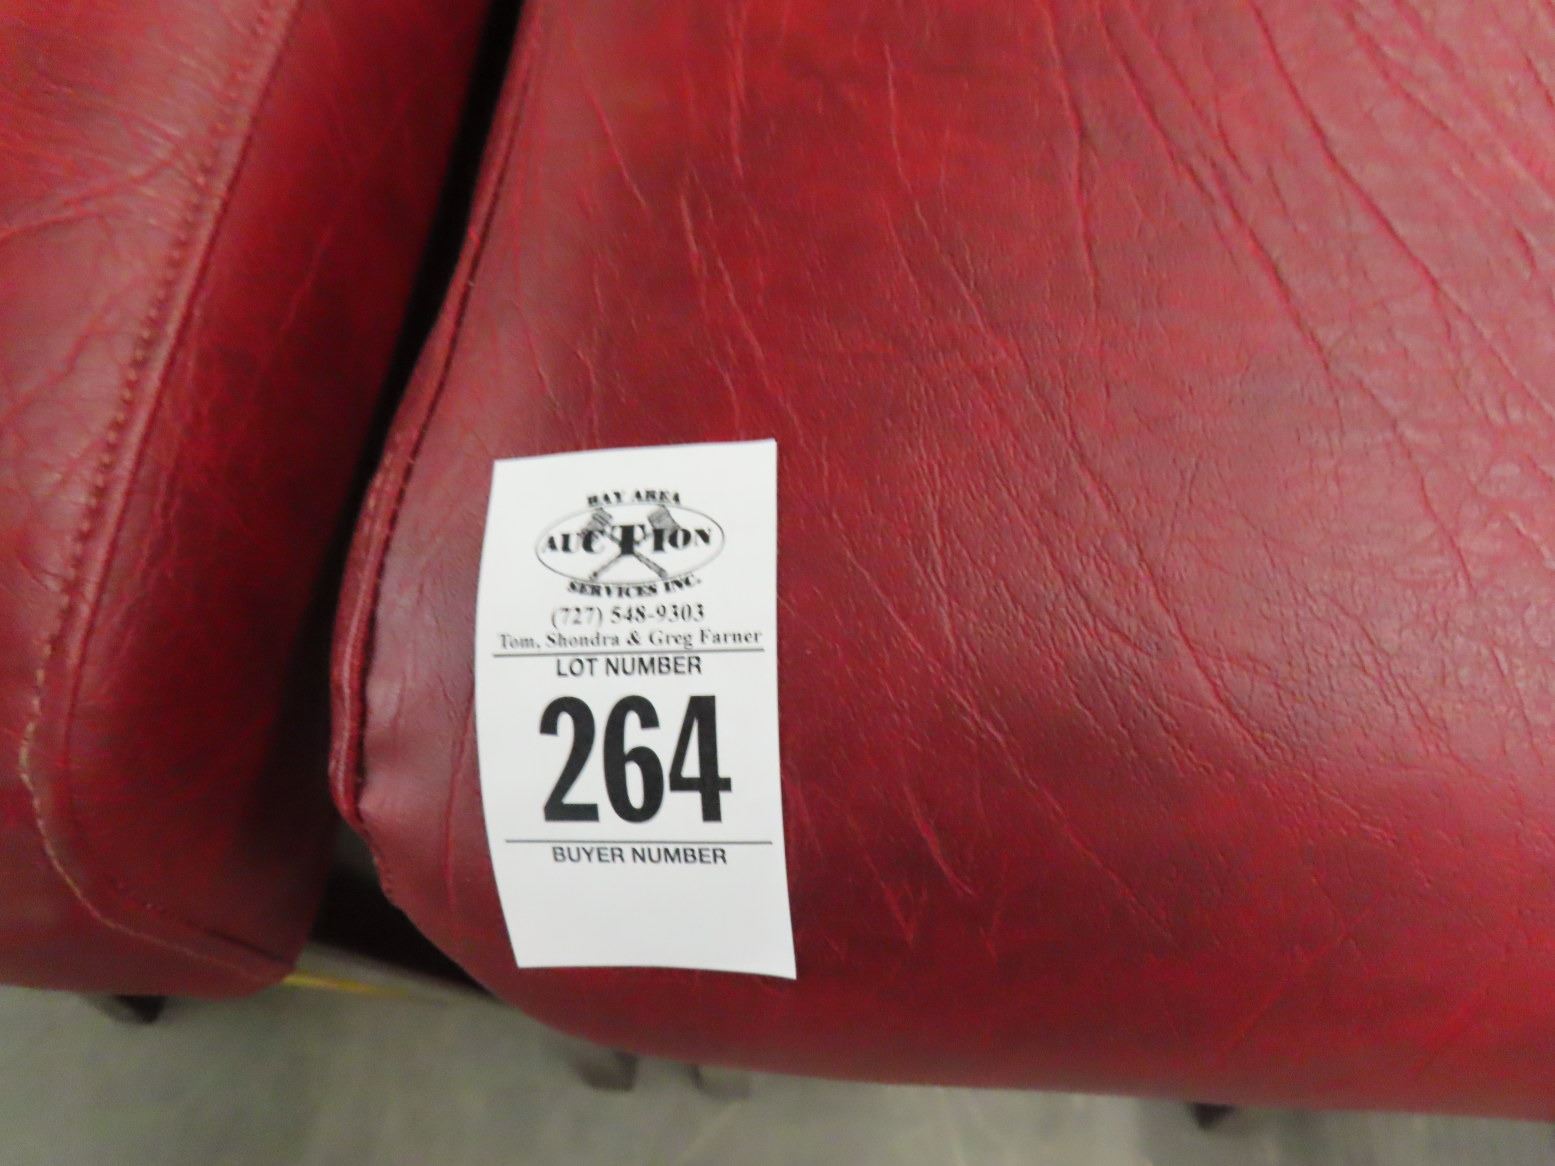 BAY AREA
AUCTION
SERVICES INC.
(727) 548-9303
Tom, Shondra & Greg Farner
LOT NUMBER
264
BUYER NUMBER